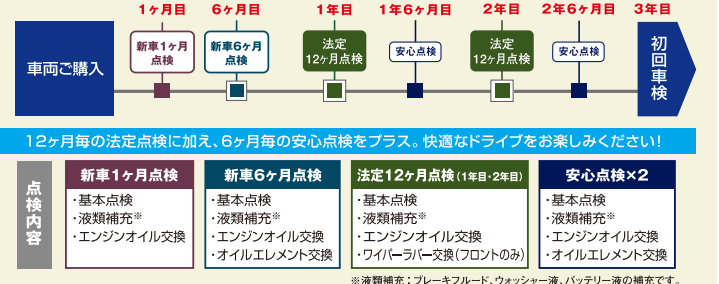 1ヶ月目
6ヶ月目
1年目
1年6ヶ月目
2年目
2年6ヶ月目
3年目
車両ご購入
新車1ヶ月
点検
新車6ヶ月
点検
法定
12ヶ月点検
安心点検
法定
12ヶ月点検
安心点検
初回車検
12ヶ月毎の法定点検に加え、6ヶ月毎の安心点検をプラス。快適なドライブをお楽しみください!
点検内容
新車1ヶ月点検
・基本点検
・液類補充※
・エンジンオイル交換
新車6ヶ月点検
・基本点検
・液類補充※
・エンジンオイル交換
・オイルエレメント交換
法定12ヶ月点検(1年目・2年目)
・基本点検
・液類補充※
・エンジンオイル交換
・ワイパーラバー交換(フロントのみ)
安心点検×2
・基本点検
・液類補充※
・エンジンオイル交換
・オイルエレメント交換
※液類補充:ブレーキフルード、ウォッシャー液、バッテリー液の補充です。